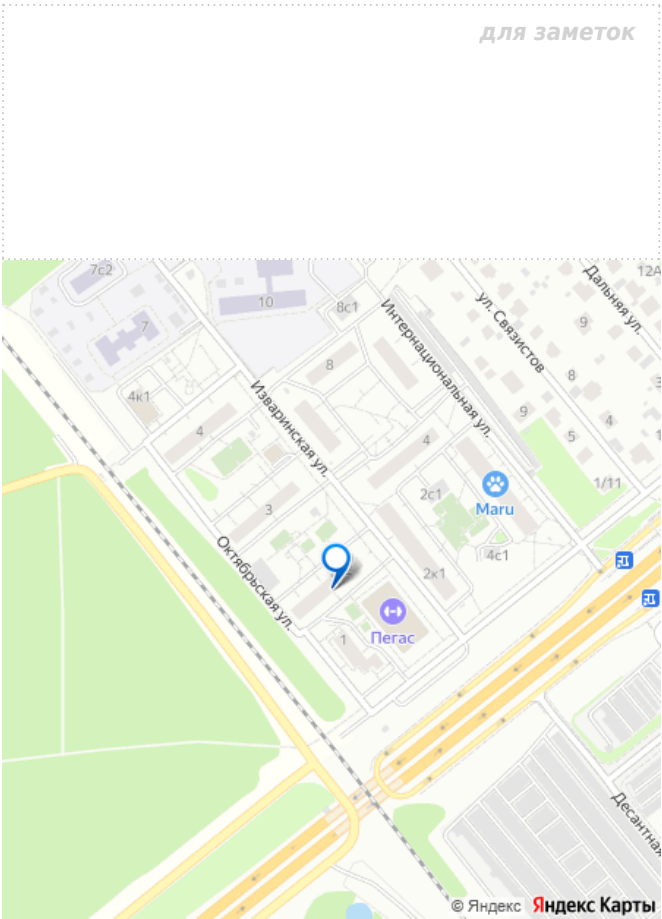 для заметок
7с2
12А
10
Дальняя ул.
8с1
7
ул. Связистов
9
Интернациональная ул.
8
8
Изваринская ул.
4к1
9
4
4
4
5
1/11
2с1
3
Maru
4с1
2к1
Октябрьская ул.
1
Пегас
Десантная
© Яндекс Яндекс Карты